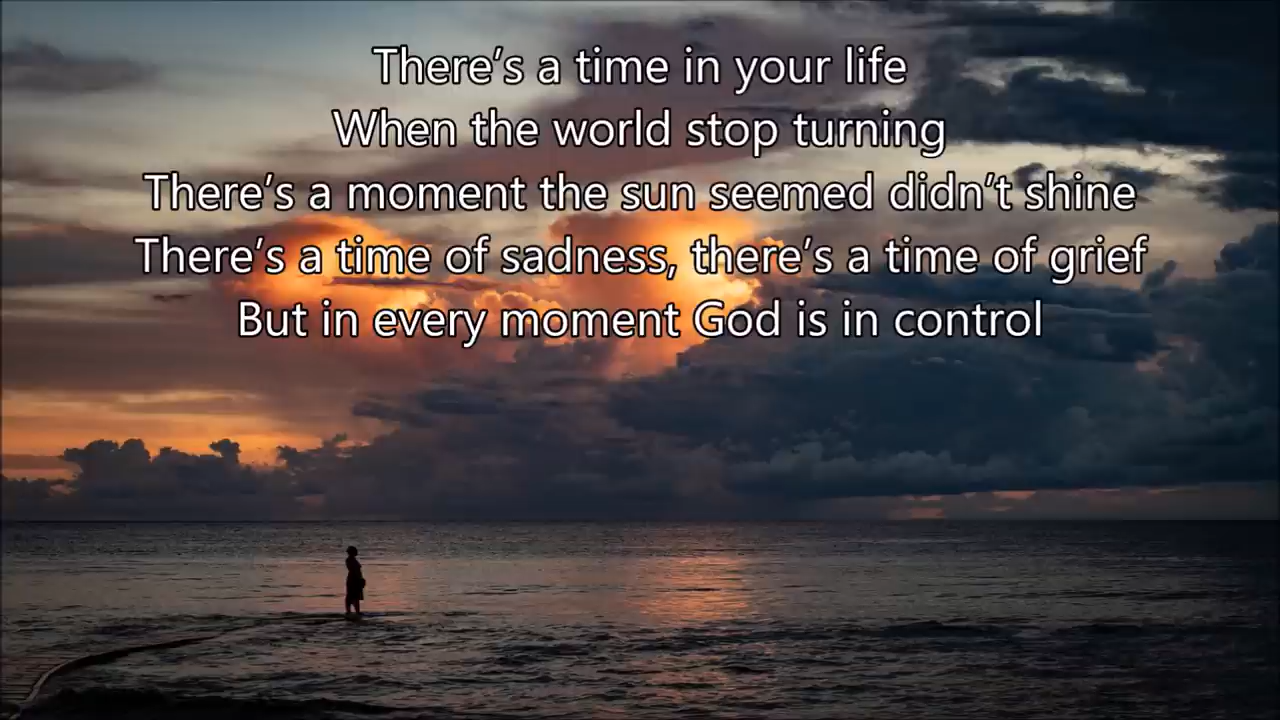 There’s a time in your life
When the world stop turning
There’s a moment the sun seemed didn’t shine
There’s a time of sadness, there’s a time of grief
But in every moment God is in control